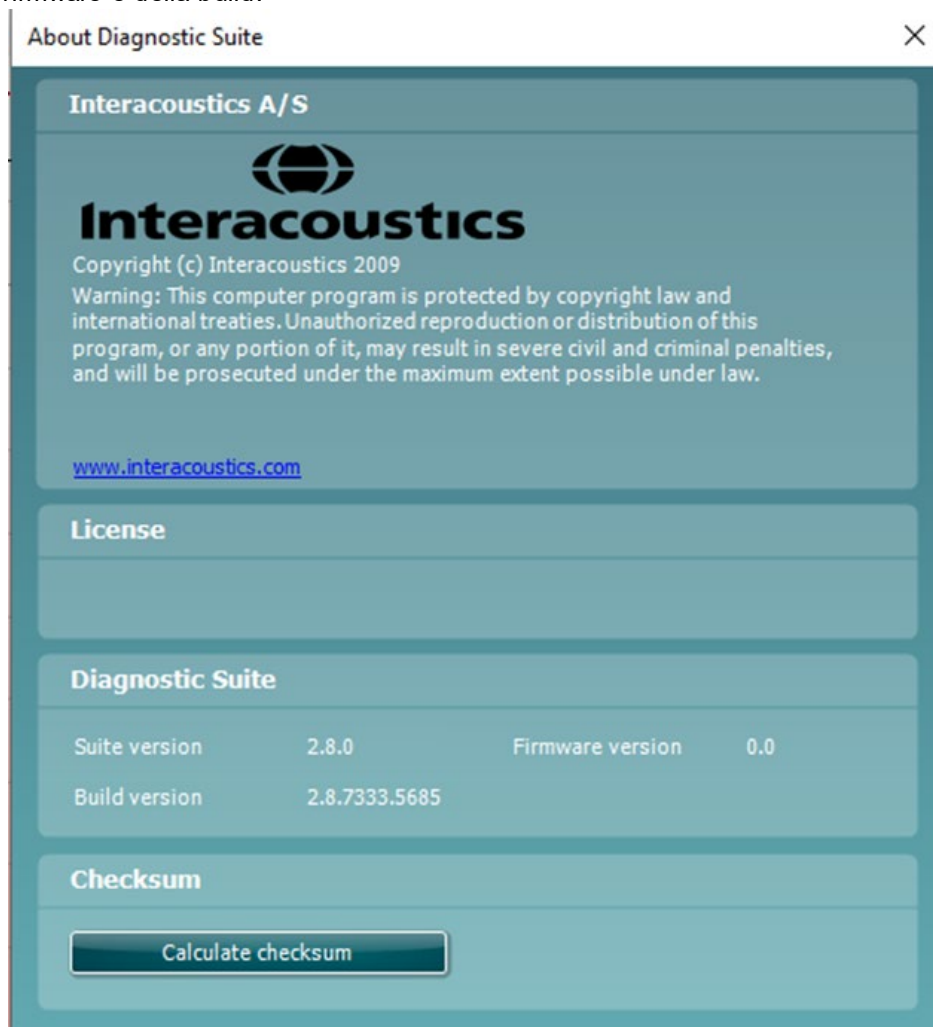 e della build.
About Diagnostic Suite
Interacoustics A/S
Interacoustics
Copyright (c) Interacoustics 2009
Warning: This computer program is protected by copyright law and
international treaties. Unauthorized reproduction or distribution of this
program, or any portion of it, may result in severe civil and criminal penalties,
and will be prosecuted under the maximum extent possible under law.
www.interacoustics.com
License
Diagnostic Suite
Suite version 2.8.0 Firmware version 0.0
Build version 2.8.7333.5685
Checksum
Calculate checksum